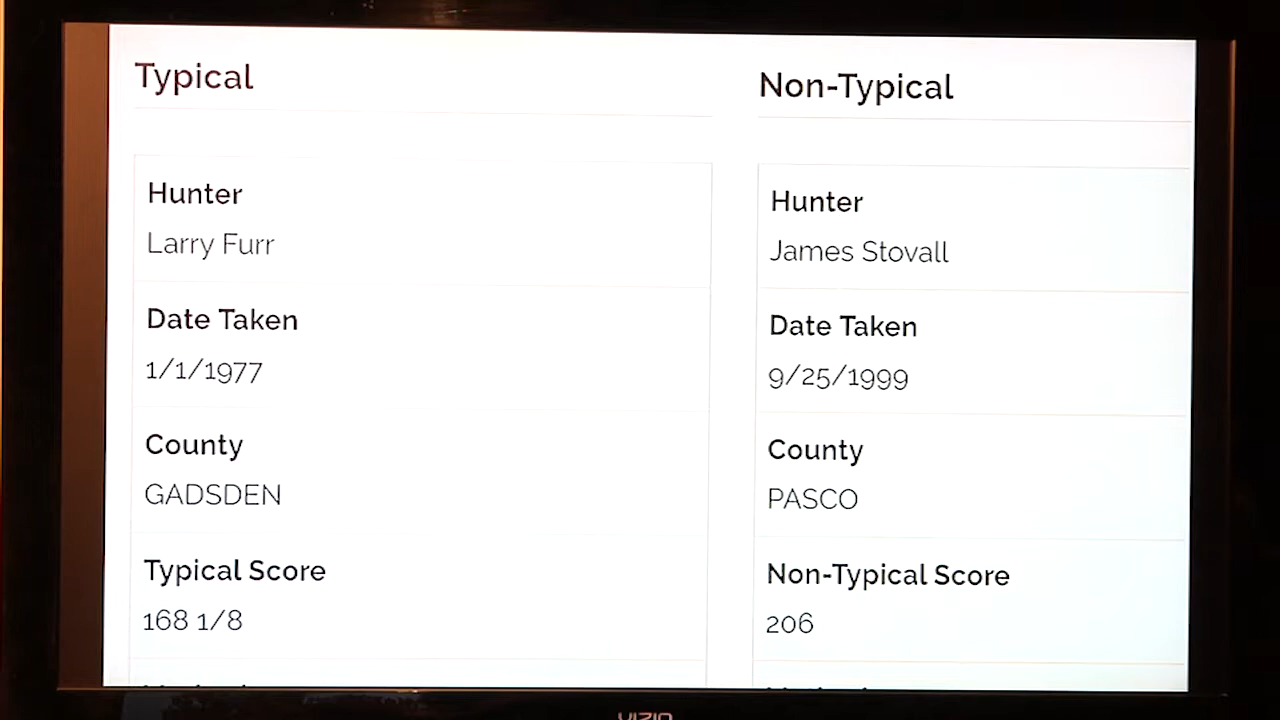 Typical
Hunter
Larry Furr
Date Taken
1/1/1977
County
GADSDEN
Typical Score
168 1/8
Non-Typical
Hunter
James Stovall
Date Taken
9/25/1999
County
PASCO
Non-Typical Score
206
VIZIO